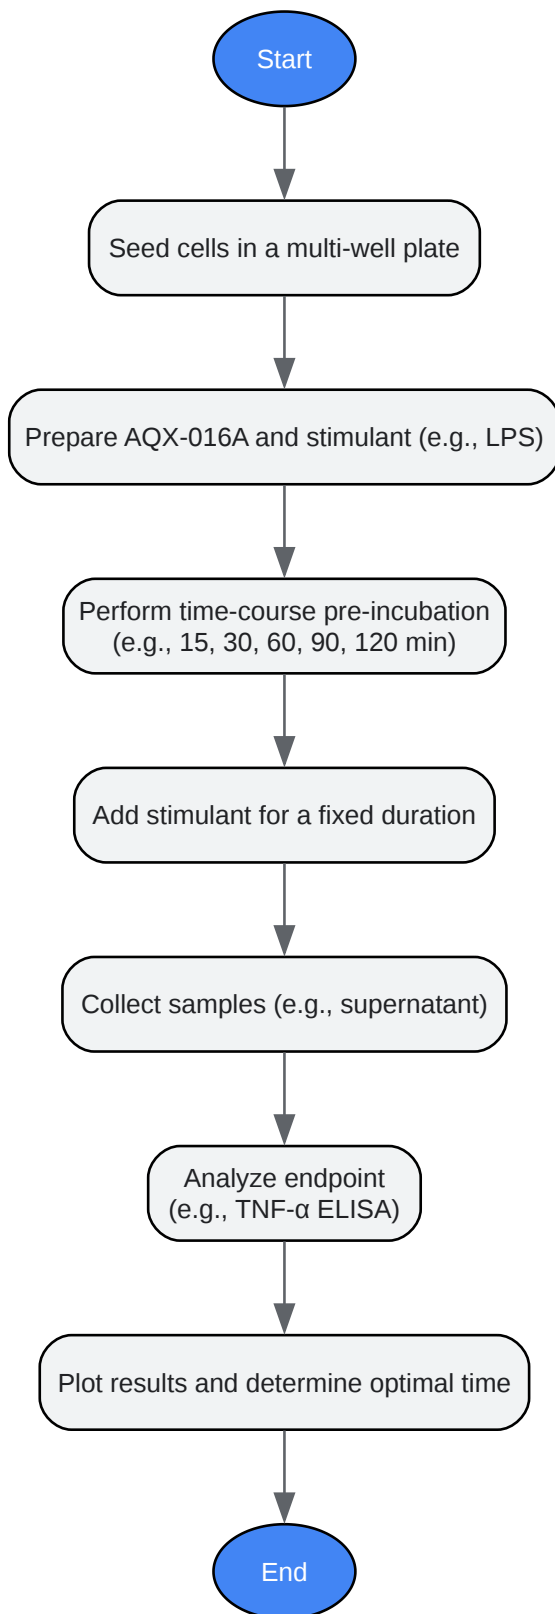 Start
Seed cells in a multi-well plate
Prepare AQX-016A and stimulant (e.g., LPS)
Perform time-course pre-incubation
(e.g., 15, 30, 60, 90, 120 min)
Add stimulant for a fixed duration
Collect samples (e.g., supernatant)
Analyze endpoint
(e.g., TNF-α ELISA)
Plot results and determine optimal time
End